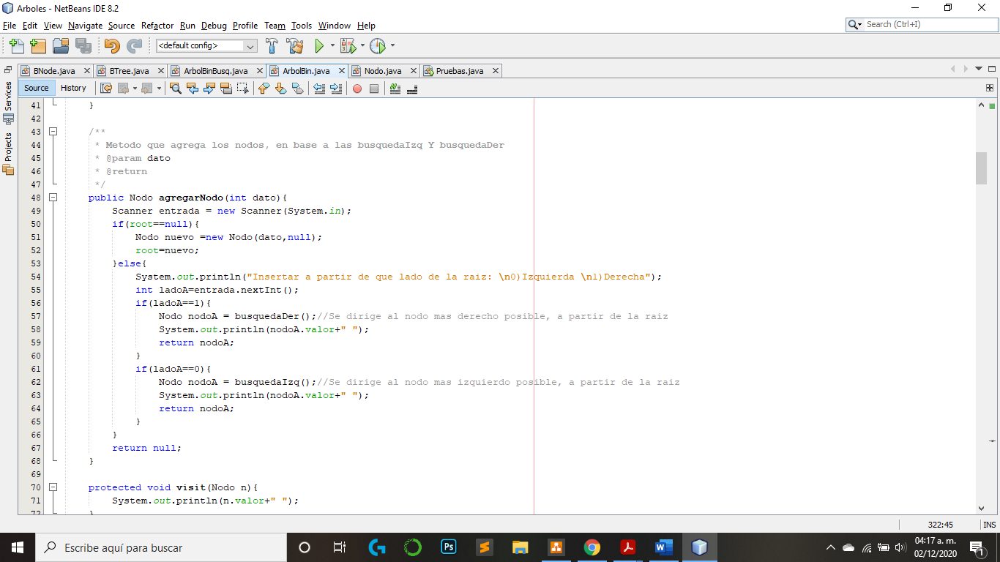 Arboles - NetBeans IDE 8.2
File Edit View Navigate Source Refactor Run Debug Profile Team Tools Window Help
Search (Ctrl+I)
<default config>
BNode.java BTree.java ArbolBinBusq.java ArbolBin.java Nodo.java Pruebas.java
Services
Projects
Source History
41 }
42
43 /**
44 * Metodo que agrega los nodos, en base a las busquedaIzq Y busquedaDer
45 * @param dato
46 * @return
47 */
48 public Nodo agregarNodo(int dato){
49 Scanner entrada = new Scanner(System.in);
50 if(root==null){
51 Nodo nuevo =new Nodo(dato,null);
52 root=nuevo;
53 }else{
54 System.out.println("Insertar a partir de que lado de la raiz: \n0)Izquierda \n1)Derecha");
55 int ladoA=entrada.nextInt();
56 if(ladoA==1){
57 Nodo nodoA = busquedaDer();//Se dirige al nodo mas derecho posible, a partir de la raiz
58 System.out.println(nodoA.valor+" ");
59 return nodoA;
60 }
61 if(ladoA==0){
62 Nodo nodoA = busquedaIzq();//Se dirige al nodo mas izquierdo posible, a partir de la raiz
63 System.out.println(nodoA.valor+" ");
64 return nodoA;
65 }
66 }
67 return null;
68 }
69
70 protected void visit(Nodo n){
71 System.out.println(n.valor+" ");
72 }
322:45 INS
Escribe aquí para buscar
Ps
04:17 a. m.
02/12/2020
1